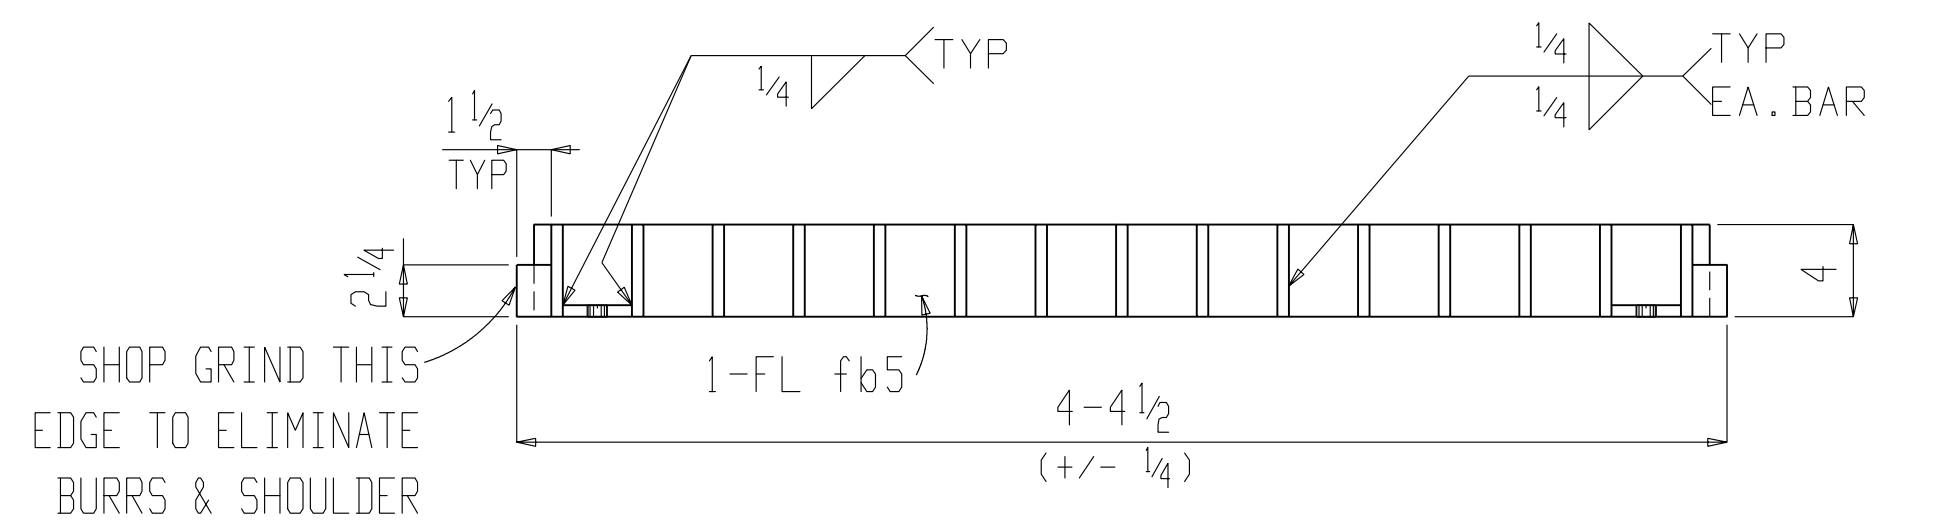 1/4
TYP
1/4
1/4
TYP
EA.BAR
1 1/2
TYP
2 1/4
4
SHOP GRIND THIS
EDGE TO ELIMINATE
BURRS & SHOULDER
1-FL fb5
4-4 1/2
(+/- 1/4)